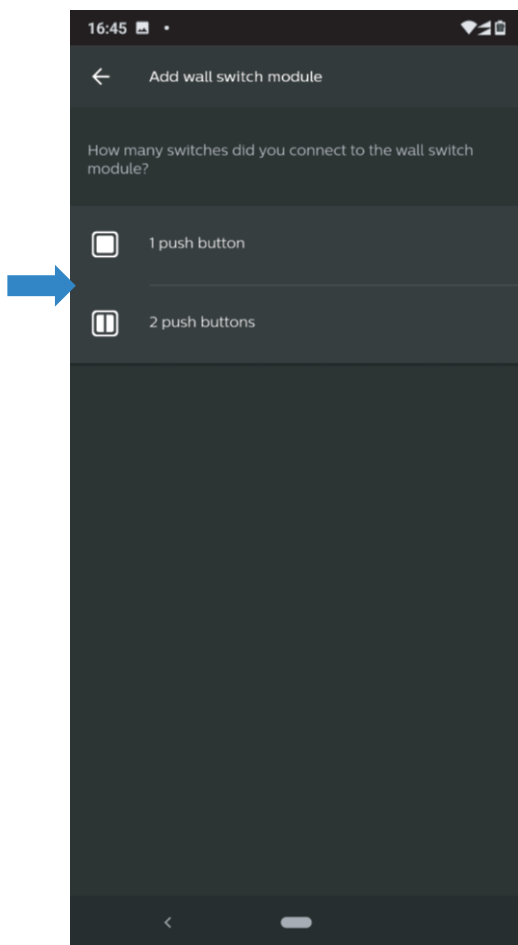 16:45
Add wall switch module
How many switches did you connect to the wall switch
module?
1 push button
2 push buttons